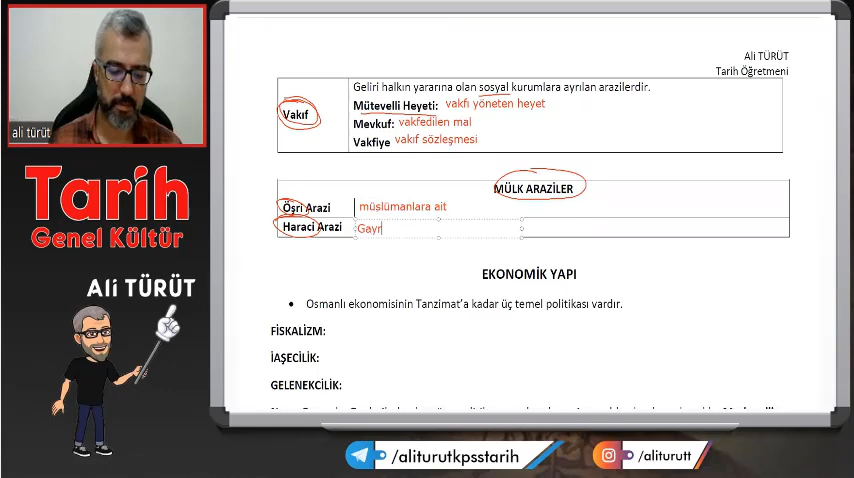 ali türüt
Tarih
Genel Kültür
Ali TÜRÜT
Ali TÜRÜT
Tarih Öğretmeni
Vakıf
Geliri halkın yararına olan sosyal kurumlara ayrılan arazilerdir.
Mütevelli Heyeti: vakfı yöneten heyet
Mevkuf: vakfedilen mal
Vakfiye vakıf sözleşmesi
MÜLK ARAZİLER
Öşri Arazi müslümanlara ait
Haraci Arazi Gayr
EKONOMİK YAPI
• Osmanlı ekonomisinin Tanzimat'a kadar üç temel politikası vardır.
FİSKALİZM:
İAŞECİLİK:
GELENEKCİLİK:
/aliturutkpsstarih
/aliturutt